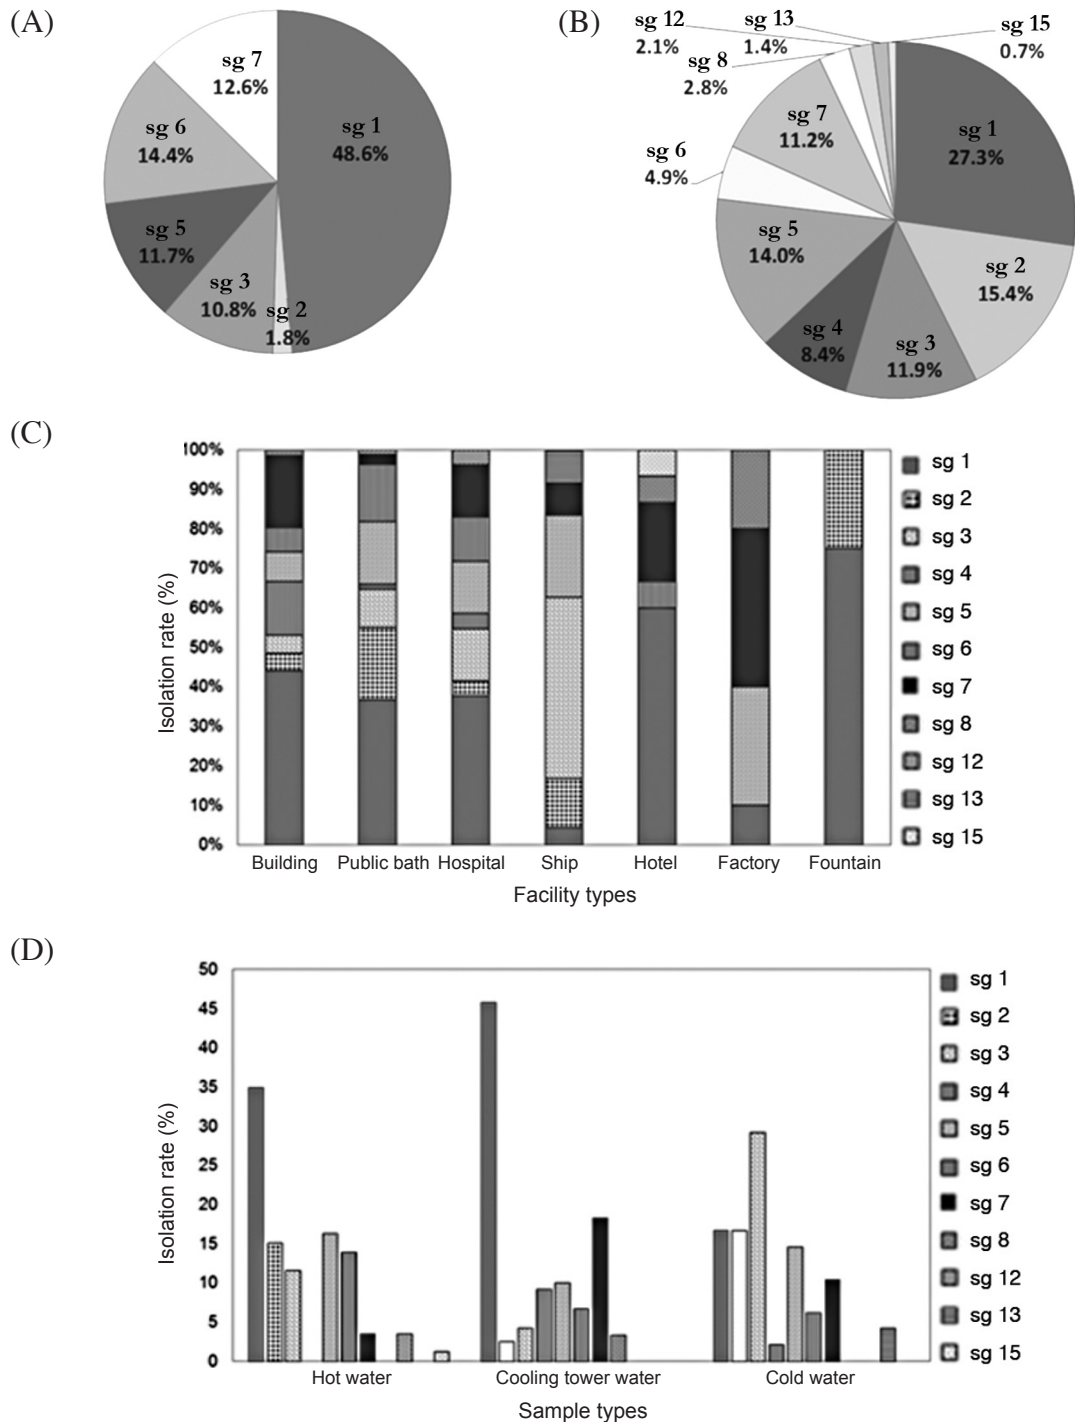 (A)
sg 7
12.6%
sg 1
48.6%
sg 6
14.4%
sg 5
11.7%
sg 3
10.8%
sg 2
1.8%
(B)
sg 12
2.1%
sg 13
1.4%
sg 15
0.7%
sg 8
2.8%
sg 7
11.2%
sg 1
27.3%
sg 6
4.9%
sg 5
14.0%
sg 2
15.4%
sg 4
8.4%
sg 3
11.9%
(C)
Isolation rate (%)
100%
90%
80%
70%
60%
50%
40%
30%
20%
10%
0%
Building Public bath Hospital Ship Hotel Factory Fountain
Facility types
sg 1
sg 2
sg 3
sg 4
sg 5
sg 6
sg 7
sg 8
sg 12
sg 13
sg 15
(D)
Isolation rate (%)
50
45
40
35
30
25
20
15
10
5
0
Hot water Cooling tower water Cold water
Sample types
sg 1
sg 2
sg 3
sg 4
sg 5
sg 6
sg 7
sg 8
sg 12
sg 13
sg 15